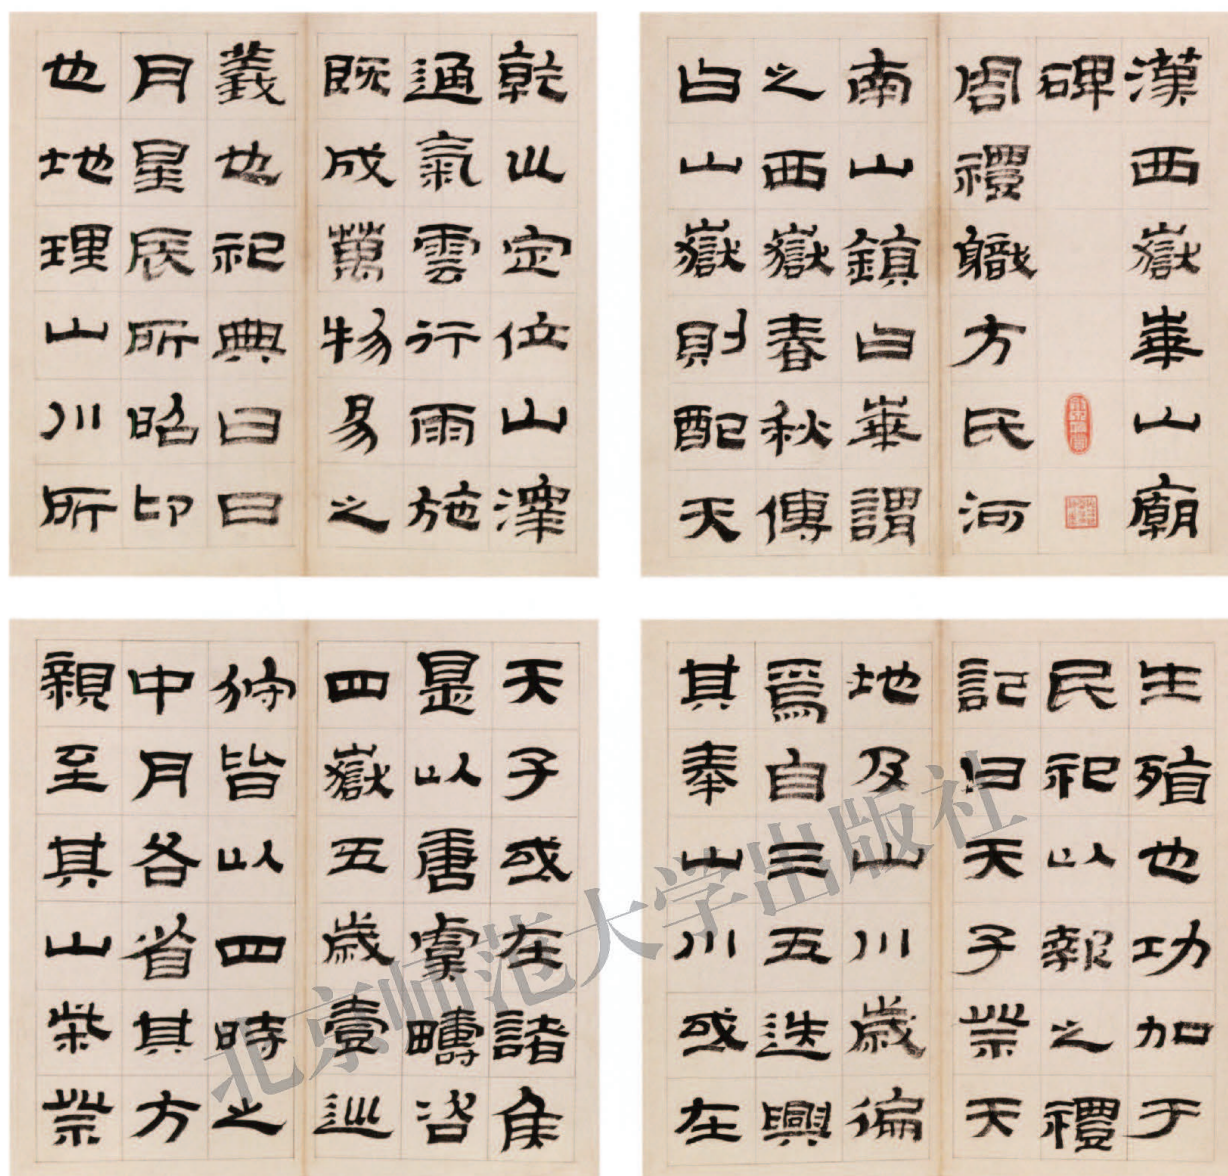 漢西嶽華山廟
碑
周禮職方氏河
南山鎮曰華謂
之西嶽春秋傳
曰山嶽則配天
乾巛定位山澤
通氣雲行雨施
既成萬物易之
義也祀典曰日
月星辰所昭卬
也地理山川所
生殖也功加于
民祀以報之禮
記曰天子祭天
地及山川歲徧
焉自三五迭興
其奉山川或在
天子或在諸侯
是以唐虞疇咨
四嶽五歲壹巡
狩皆以四時之
中月各省其方
親至其山柴祭
北京师范大学出版社